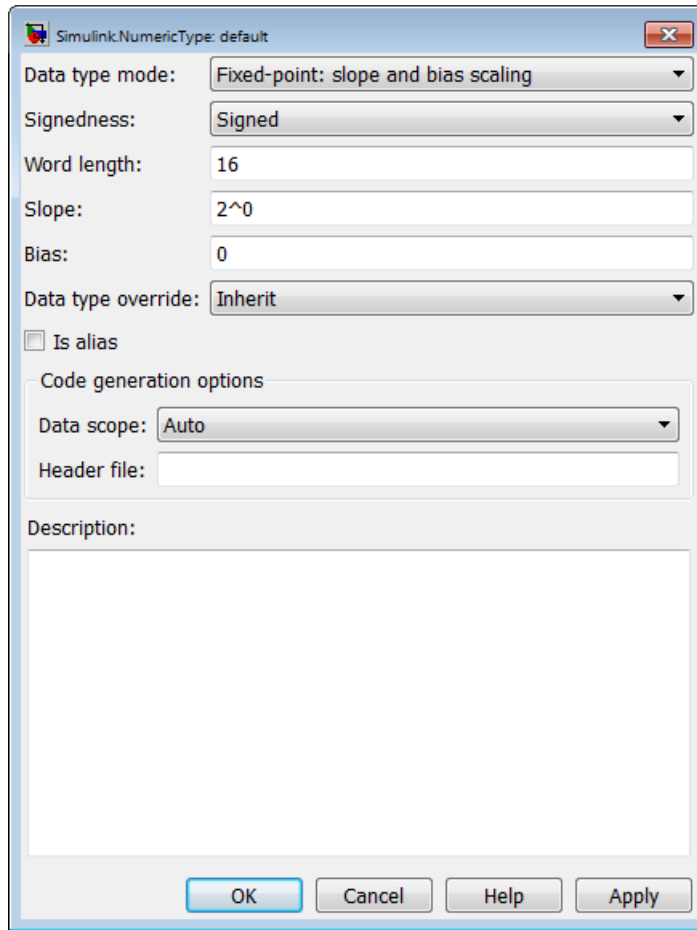 Simulink.NumericType: default
Data type mode: Fixed-point: slope and bias scaling
Signedness: Signed
Word length: 16
Slope: 2^0
Bias: 0
Data type override: Inherit
Is alias
Code generation options
Data scope: Auto
Header file:
Description:
OK Cancel Help Apply